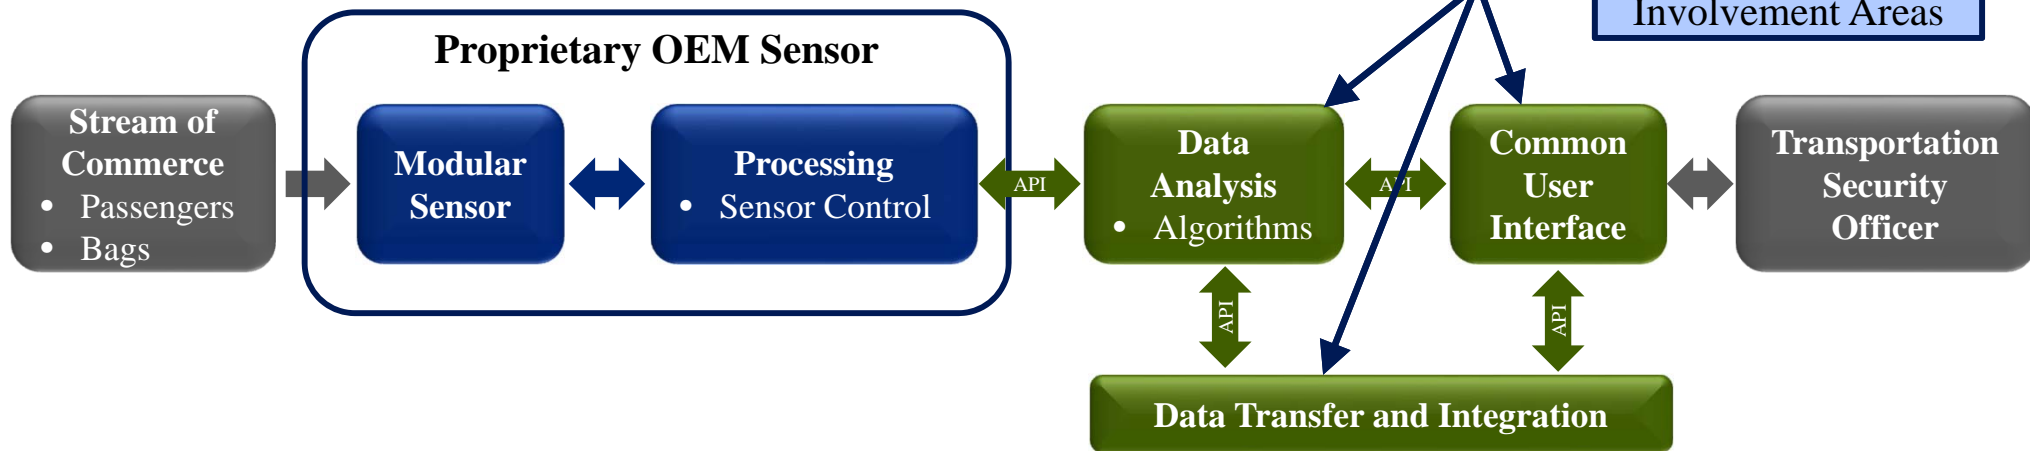 Involvement Areas
Proprietary OEM Sensor
Stream of
Commerce
• Passengers
• Bags
Modular
Sensor
Processing
• Sensor Control
API
Data
Analysis
• Algorithms
API
Common
User
Interface
Transportation
Security
Officer
API
API
Data Transfer and Integration